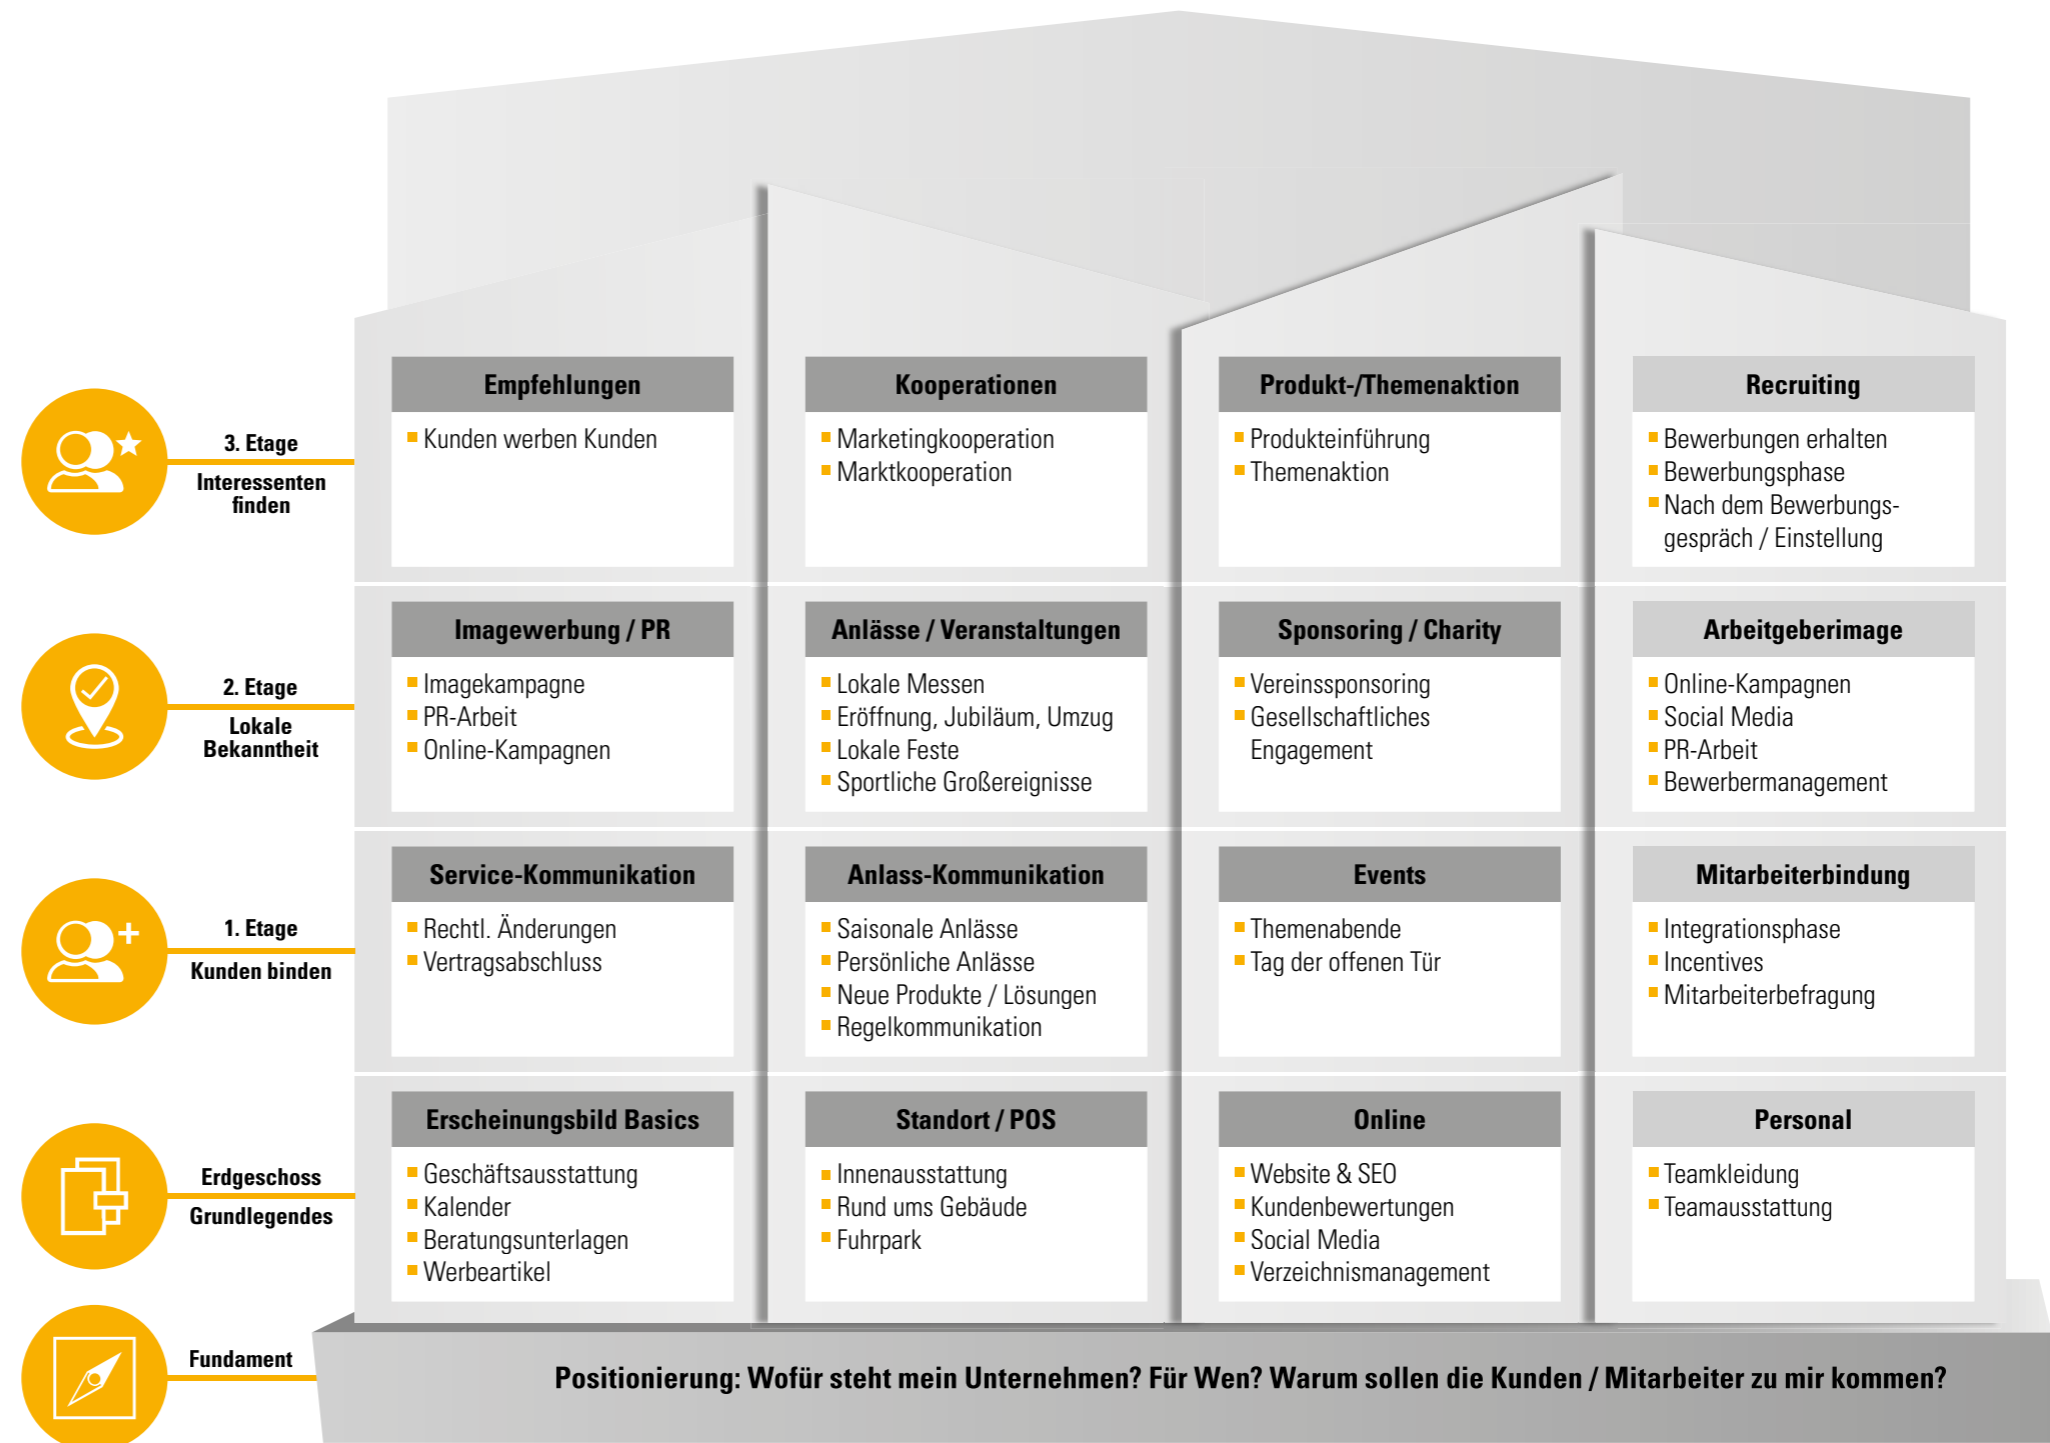 3. Etage
Interessenten
finden
Empfehlungen
Kunden werben Kunden
Kooperationen
Marketingkooperation
Marktkooperation
Produkt-/Themenaktion
Produkteinführung
Themenaktion
Recruiting
Bewerbungen erhalten
Bewerbungsphase
Nach dem Bewerbungs-
gespräch / Einstellung
2. Etage
Lokale
Bekanntheit
Imagewerbung / PR
Imagekampagne
PR-Arbeit
Online-Kampagnen
Anlässe / Veranstaltungen
Lokale Messen
Eröffnung, Jubiläum, Umzug
Lokale Feste
Sportliche Großereignisse
Sponsoring / Charity
Vereinssponsoring
Gesellschaftliches
Engagement
Arbeitgeberimage
Online-Kampagnen
Social Media
PR-Arbeit
Bewerbermanagement
1. Etage
Kunden binden
Service-Kommunikation
Rechtl. Änderungen
Vertragsabschluss
Anlass-Kommunikation
Saisonale Anlässe
Persönliche Anlässe
Neue Produkte / Lösungen
Regelkommunikation
Events
Themenabende
Tag der offenen Tür
Mitarbeiterbindung
Integrationsphase
Incentives
Mitarbeiterbefragung
Erdgeschoss
Grundlegendes
Erscheinungsbild Basics
Geschäftsausstattung
Kalender
Beratungsunterlagen
Werbeartikel
Standort / POS
Innenausstattung
Rund ums Gebäude
Fuhrpark
Online
Website & SEO
Kundenbewertungen
Social Media
Verzeichnismanagement
Personal
Teamkleidung
Teamausstattung
Fundament
Positionierung: Wofür steht mein Unternehmen? Für Wen? Warum sollen die Kunden / Mitarbeiter zu mir kommen?